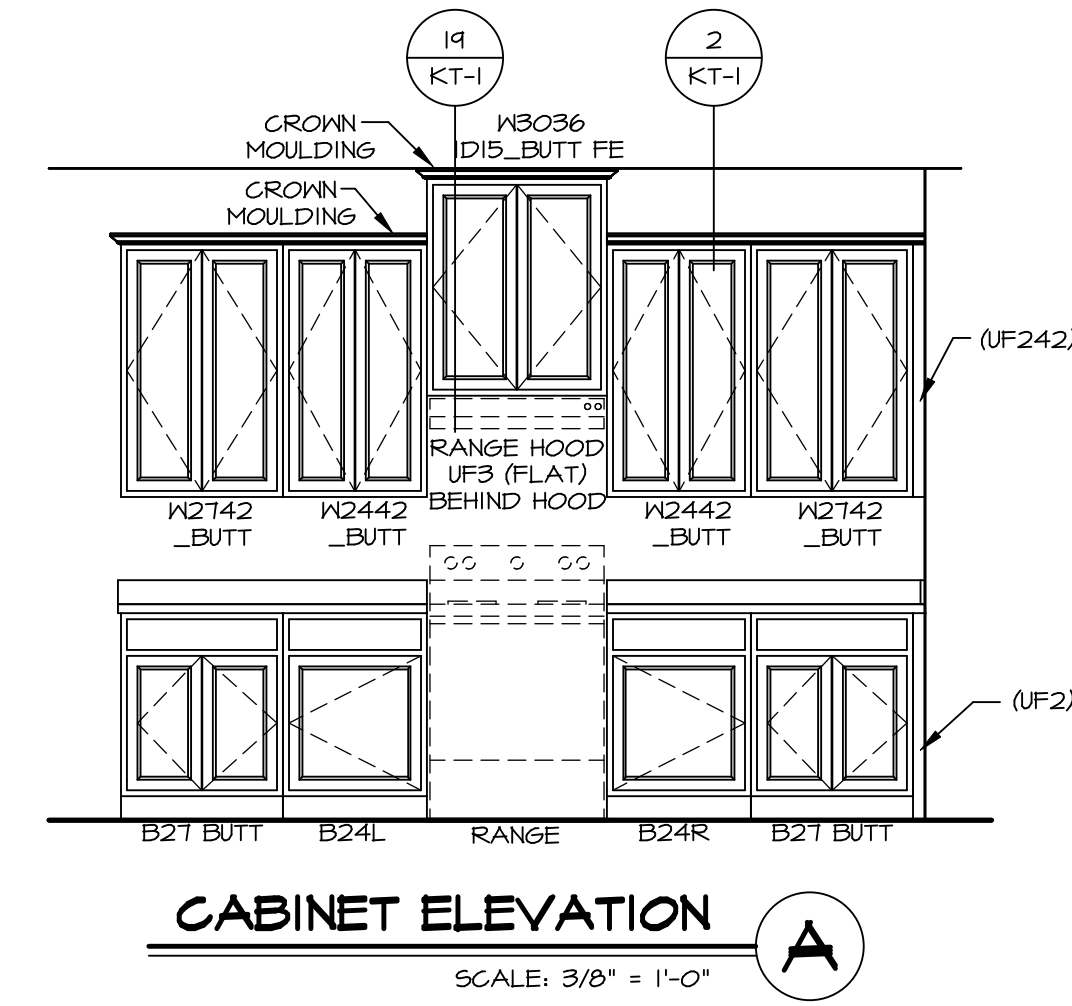 19
KT-1
2
KT-1
CROWN
MOULDING
W3036
1D15_BUTT FE
CROWN
MOULDING
(UF242)
RANGE HOOD
UF3 (FLAT)
BEHIND HOOD
W2742
_BUTT
W2442
_BUTT
W2442
_BUTT
W2742
_BUTT
(UF2)
B27 BUTT
B24L
RANGE
B24R
B27 BUTT
CABINET ELEVATION
A
SCALE: 3/8" = 1'-0"